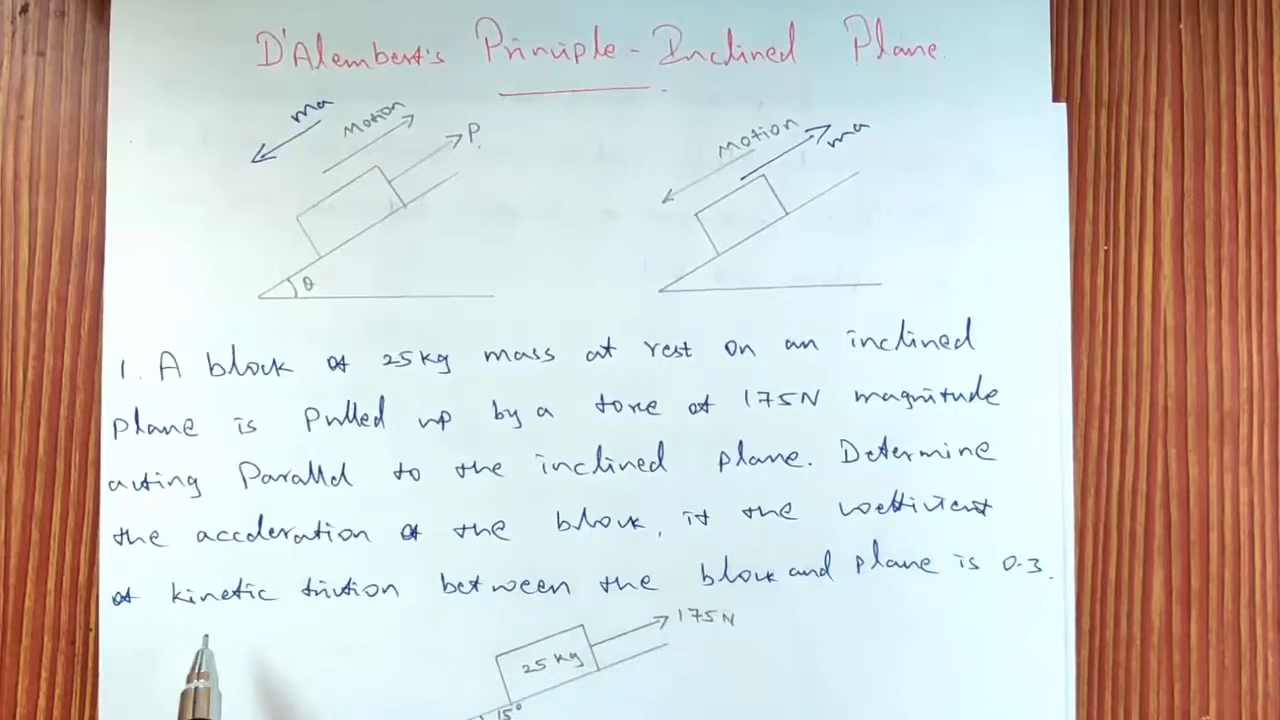 D'Alembert's Principle - Inclined Plane
ma
Motion
P.
θ
Motion
ma
1. A block of 25kg mass at rest on an inclined
plane is pulled up by a force of 175N magnitude
acting Parallel to the inclined plane. Determine
the acceleration of the block, if the coefficient
of kinetic friction between the block and plane is 0.3.
175N
25kg
15°